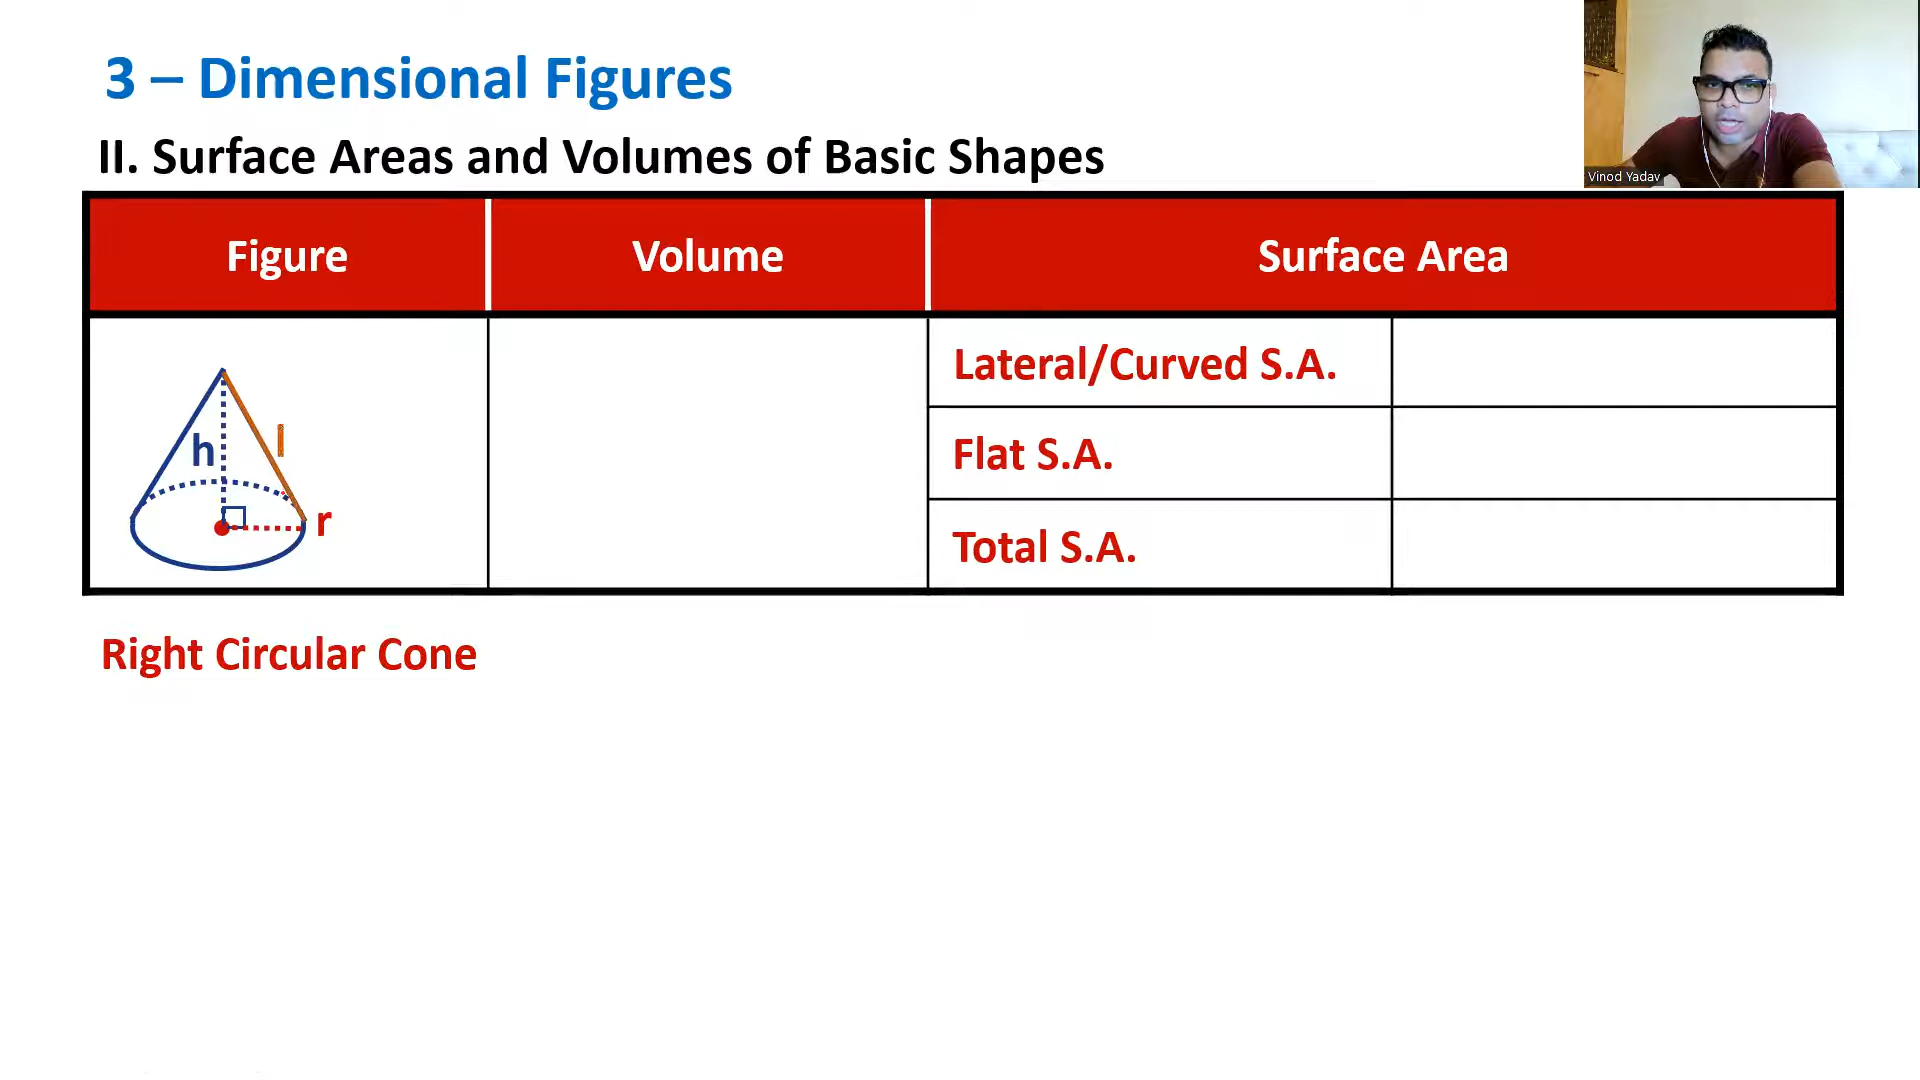 3 – Dimensional Figures
II. Surface Areas and Volumes of Basic Shapes
Vinod Yadav
Figure Volume Surface Area
h l r
Lateral/Curved S.A.
Flat S.A.
Total S.A.
Right Circular Cone